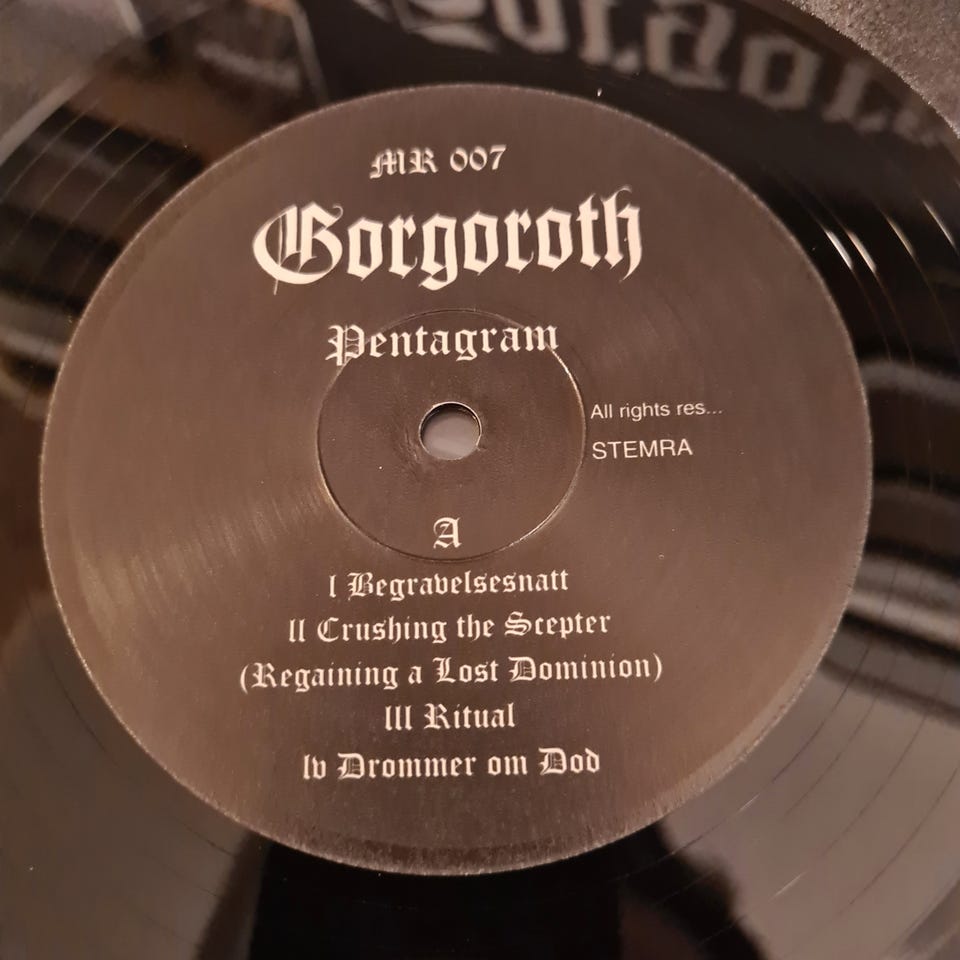 MR 007
Gorgoroth
Pentagram
All rights res...
STEMRA
A
I Begravelsesnatt
II Crushing the Scepter
(Regaining a Lost Dominion)
III Ritual
IV Drommer om Dod